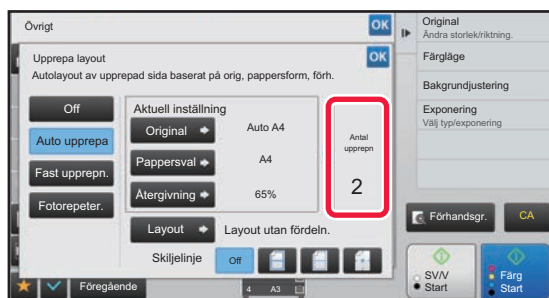 Övrigt
OK
Upprepa layout
OK
Autolayout av upprepad sida baserat på orig, pappersform, förh.
Off
Auto upprepa
Fast upprepn.
Fotorepeter.
Aktuell inställning
Original
Auto A4
Pappersval
A4
Återgivning
65%
Layout
Layout utan fördeln.
Skiljelinje
Off
Antal
upprepn
2
Föregående
4 A3
Original
Ändra storlek/riktning.
Färgläge
Bakgrundjustering
Exponering
Välj typ/exponering
Förhandsgr.
CA
SV/V
Start
Färg
Start